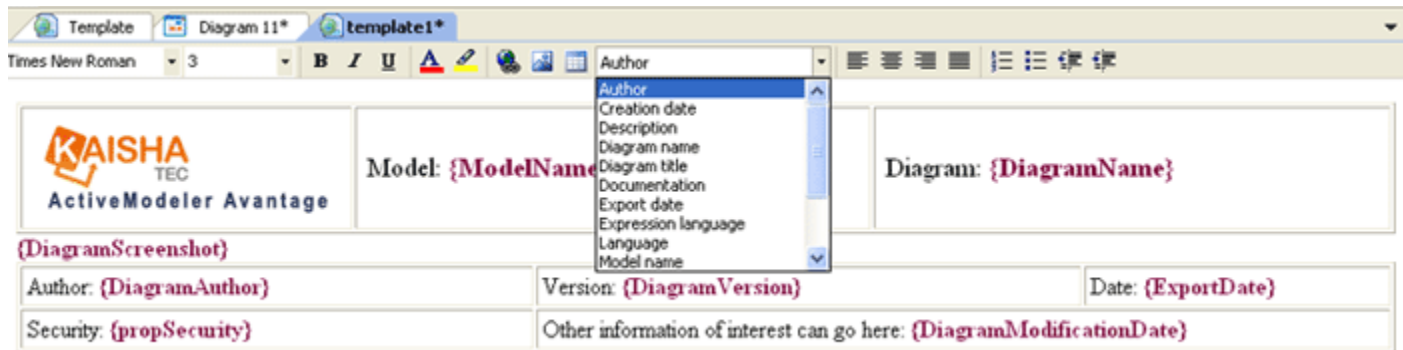 Template Diagram 11* template1*
Times New Roman 3 B I U A Author
Author
Creation date
Description
Diagram name
Diagram title
Documentation
Export date
Expression language
Language
Model name
KAISHA
TEC
ActiveModeler Avantage
Model: {ModelName
Diagram: {DiagramName}
{DiagramScreenshot}
Author: {DiagramAuthor} Version: {DiagramVersion} Date: {ExportDate}
Security: {propSecurity} Other information of interest can go here: {DiagramModificationDate}